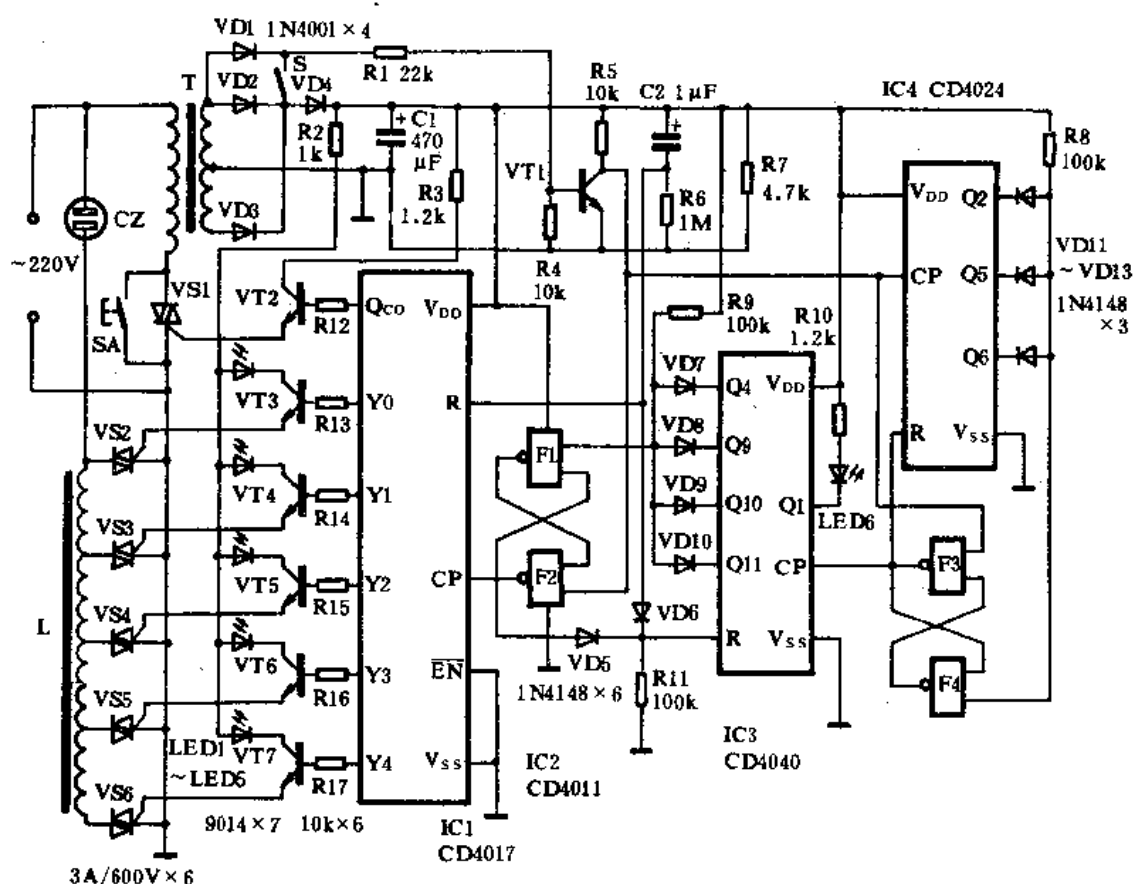 VD1 1N4001×4
T
VD2
S
VD4
R1 22k
R2
1k
C1
470
μF
R3
1.2k
VD3
CZ
~220V
SA
VS1
VT1
R4
10k
R5
10k
C2 1μF
R6
1M
R7
4.7k
IC4 CD4024
R8
100k
VDD
Q2
CP
Q5
Q6
R
VSS
VD11
~VD13
1N4148
×3
VT2
R12
QCO
VDD
VT3
R13
Y0
R
VS2
VT4
R14
Y1
VS3
VT5
R15
Y2
CP
VS4
L
VT6
R16
Y3
EN
VS5
LED1
~LED5
VT7
R17
Y4
VSS
VS6
9014×7
10k×6
IC1
CD4017
3A/600V×6
F1
F2
IC2
CD4011
VD5
1N4148×6
VD6
R11
100k
R9
100k
R10
1.2k
VD7
Q4
VDD
VD8
Q9
VD9
Q10
Q1
LED6
VD10
Q11
CP
R
VSS
IC3
CD4040
F3
F4